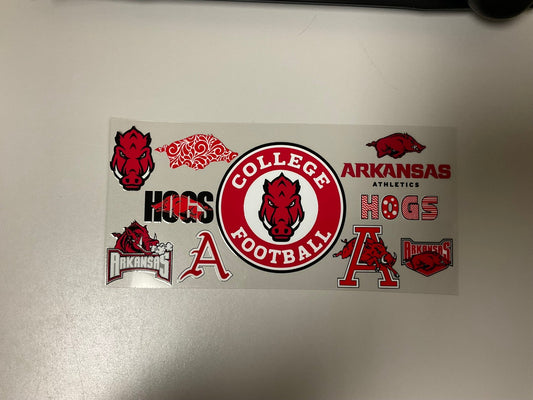 COLLEGE
FOOTBALL
ARKANSAS
ATHLETICS
HOGS
HOGS
ARKANSAS
A
A
ARKANSAS